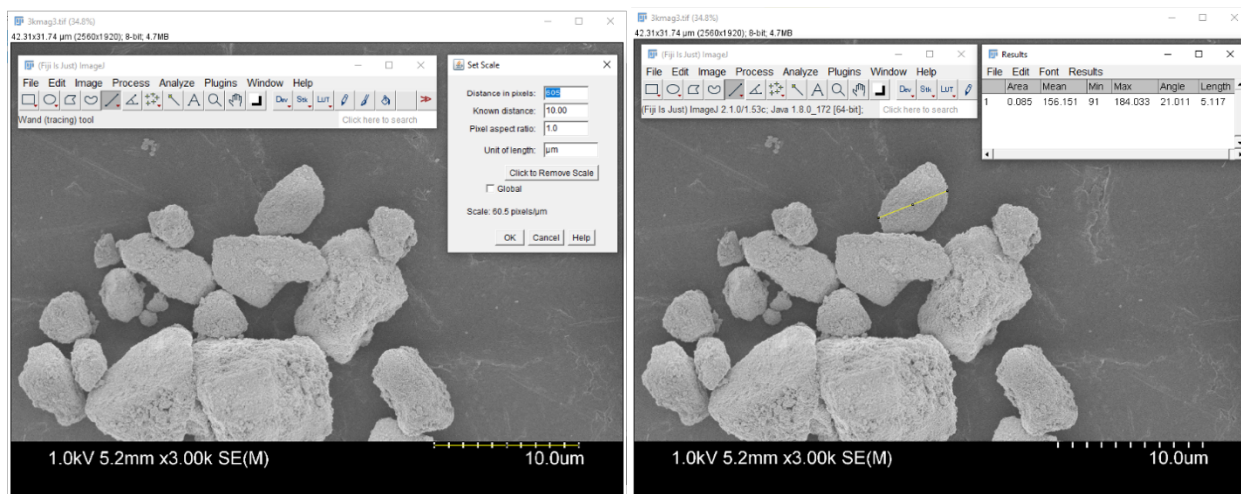 3kmag3.tif (34.8%)
42.31x31.74 µm (2560x1920); 8-bit; 4.7MB
(Fiji Is Just) ImageJ
File Edit Image Process Analyze Plugins Window Help
Dev Stk LUT
Wand (tracing) tool
Click here to search
Set Scale
Distance in pixels: 605
Known distance: 10.00
Pixel aspect ratio: 1.0
Unit of length: µm
Click to Remove Scale
Global
Scale: 60.5 pixels/µm
OK Cancel Help
1.0kV 5.2mm x3.00k SE(M)
10.0um
3kmag3.tif (34.8%)
42.31x31.74 µm (2560x1920); 8-bit; 4.7MB
(Fiji Is Just) ImageJ
File Edit Image Process Analyze Plugins Window Help
Dev Stk LUT
(Fiji Is Just) ImageJ 2.1.0/1.53c; Java 1.8.0_172 [64-bit];
Click here to search
Results
File Edit Font Results
Area Mean Min Max Angle Length
1 0.085 156.151 91 184.033 21.011 5.117
1.0kV 5.2mm x3.00k SE(M)
10.0um